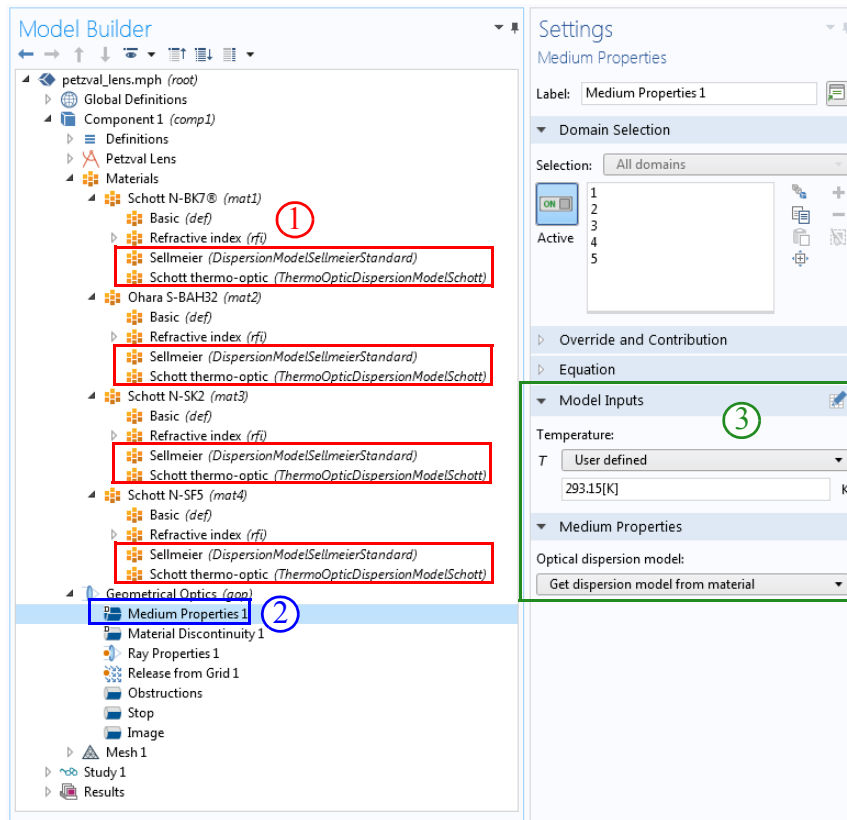 Model Builder
petzval_lens.mph (root)
Global Definitions
Component 1 (comp1)
Definitions
Petzval Lens
Materials
Schott N-BK7® (mat1)
Basic (def)
1
Refractive index (rfi)
Sellmeier (DispersionModelSellmeierStandard)
Schott thermo-optic (ThermoOpticDispersionModelSchott)
Ohara S-BAH32 (mat2)
Basic (def)
Refractive index (rfi)
Sellmeier (DispersionModelSellmeierStandard)
Schott thermo-optic (ThermoOpticDispersionModelSchott)
Schott N-SK2 (mat3)
Basic (def)
Refractive index (rfi)
Sellmeier (DispersionModelSellmeierStandard)
Schott thermo-optic (ThermoOpticDispersionModelSchott)
Schott N-SF5 (mat4)
Basic (def)
Refractive index (rfi)
Sellmeier (DispersionModelSellmeierStandard)
Schott thermo-optic (ThermoOpticDispersionModelSchott)
Geometrical Optics (gop)
Medium Properties 1
2
Material Discontinuity 1
Ray Properties 1
Release from Grid 1
Obstructions
Stop
Image
Mesh 1
Study 1
Results
Settings
Medium Properties
Label: Medium Properties 1
Domain Selection
Selection: All domains
ON
Active
1
2
3
4
5
Override and Contribution
Equation
Model Inputs
3
Temperature:
T User defined
293.15[K] K
Medium Properties
Optical dispersion model:
Get dispersion model from material